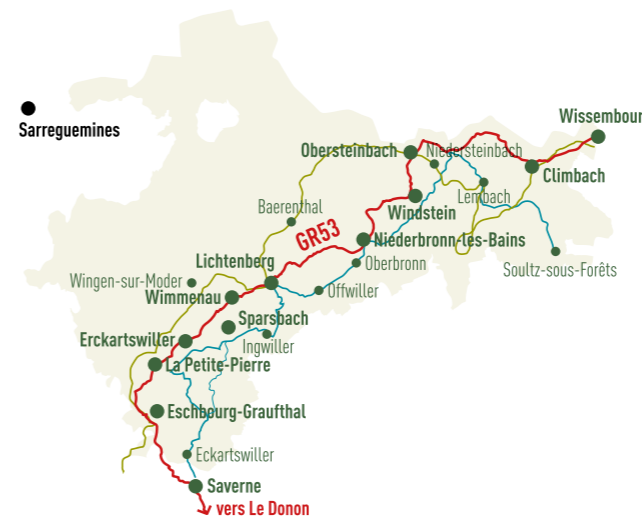 Sarreguemines
Wissembour
Obersteinbach
Niedersteinbach
Climbach
Lembach
Windstein
Baerenthal
GR53
Niederbronn-les-Bains
Lichtenberg
Oberbronn
Soultz-sous-Forêts
Wingen-sur-Moder
Offwiller
Wimmenau
Sparsbach
Erckartswiller
Ingwiller
La Petite-Pierre
Eschbourg-Graufthal
Eckartswiller
Saverne
vers Le Donon